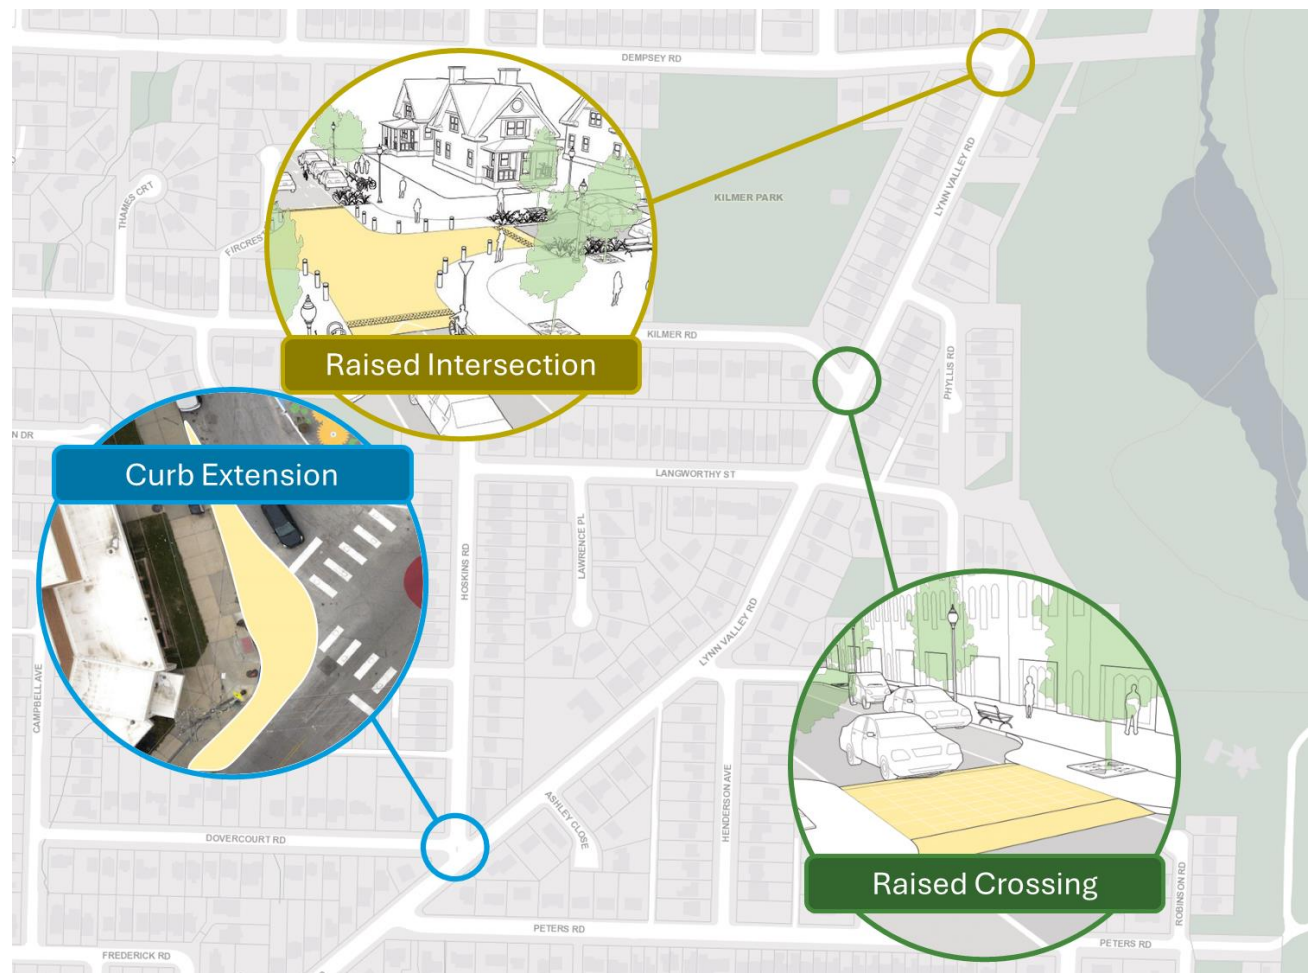 DEMPSEY RD
THAMES CRT
FIRCREST
KILMER PARK
LYNN VALLEY RD
Raised Intersection
KILMER RD
PHYLLIS RD
N DR
Curb Extension
LANGWORTHY ST
HOSKINS RD
LAWRENCE PL
LYNN VALLEY RD
CAMPBELL AVE
HENDERSON AVE
ASHLEY CLOSE
DOVERCOURT RD
Raised Crossing
ROBINSON RD
PETERS RD
PETERS RD
FREDERICK RD